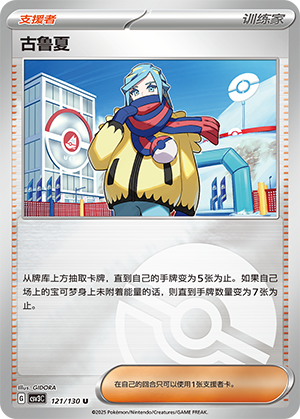 支援者
训练家
古鲁夏
从牌库上方抽取卡牌，直到自己的手牌变为5张为止。如果自己
场上的宝可梦身上未附着能量的话，则直到手牌数量变为7张为
止。
Illus. GIDORA
在自己的回合只可以使用1张支援者卡。
G CSV3C 121/130 U
©2025 Pokémon/Nintendo/Creatures/GAME FREAK.